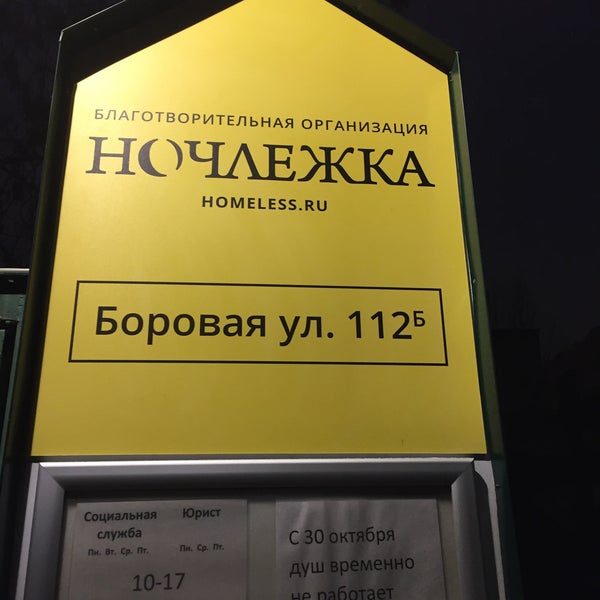 БЛАГОТВОРИТЕЛЬНАЯ ОРГАНИЗАЦИЯ
НОЧЛЕЖКА
HOMELESS.RU
Боровая ул. 112Б
Социальная служба
Пн. Вт. Ср. Пт.
Юрист
Пн. Ср. Пт.
10-17
С 30 октября
душ временно
не работает